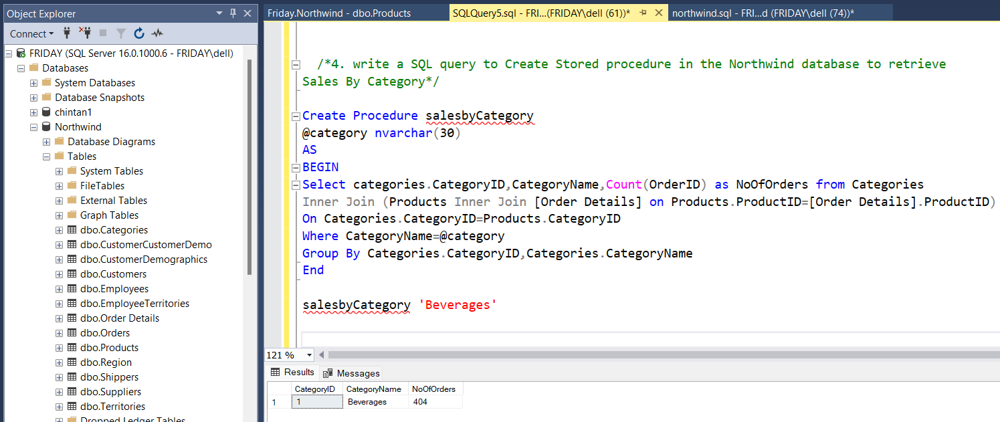 Object Explorer
Connect
FRIDAY (SQL Server 16.0.1000.6 - FRIDAY\dell)
Databases
System Databases
Database Snapshots
chintan1
Northwind
Database Diagrams
Tables
System Tables
FileTables
External Tables
Graph Tables
dbo.Categories
dbo.CustomerCustomerDemo
dbo.CustomerDemographics
dbo.Customers
dbo.Employees
dbo.EmployeeTerritories
dbo.Order Details
dbo.Orders
dbo.Products
dbo.Region
dbo.Shippers
dbo.Suppliers
dbo.Territories
Dropped Ledger Tables
Friday.Northwind - dbo.Products
SQLQuery5.sql - FRI...(FRIDAY\dell (61))*
northwind.sql - FRI...d (FRIDAY\dell (74))*
/*4. write a SQL query to Create Stored procedure in the Northwind database to retrieve
Sales By Category*/
Create Procedure salesbyCategory
@category nvarchar(30)
AS
BEGIN
Select categories.CategoryID,CategoryName,Count(OrderID) as NoOfOrders from Categories
Inner Join (Products Inner Join [Order Details] on Products.ProductID=[Order Details].ProductID)
On Categories.CategoryID=Products.CategoryID
Where CategoryName=@category
Group By Categories.CategoryID,Categories.CategoryName
End
salesbyCategory 'Beverages'
121 %
Results Messages
CategoryID CategoryName NoOfOrders
1 1 Beverages 404